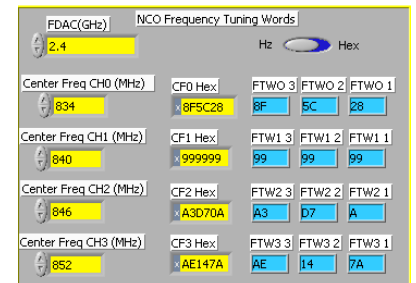 FDAC(GHz) NCO Frequency Tuning Words
2.4 Hz Hex
Center Freq CH0 (MHz) CF0 Hex FTW0 3 FTW0 2 FTW0 1
834 x 8F5C28 8F 5C 28
Center Freq CH1 (MHz) CF1 Hex FTW1 3 FTW1 2 FTW1 1
840 x 999999 99 99 99
Center Freq CH2 (MHz) CF2 Hex FTW2 3 FTW2 2 FTW2 1
846 x A3D70A A3 D7 A
Center Freq CH3 (MHz) CF3 Hex FTW3 3 FTW3 2 FTW3 1
852 x AE147A AE 14 7A